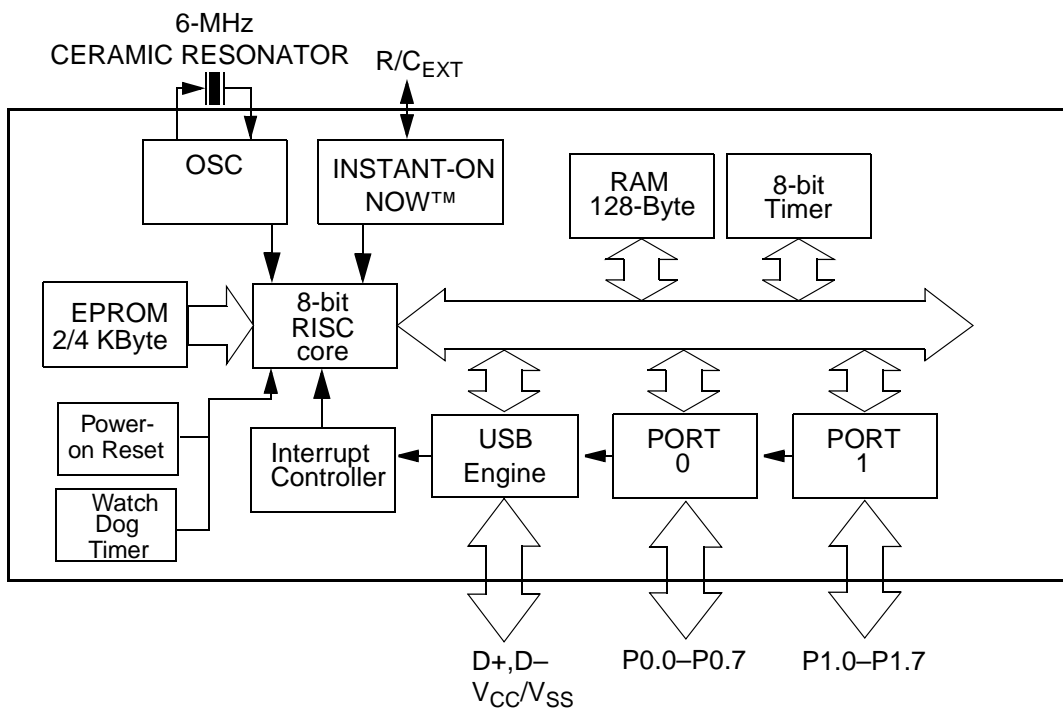 6-MHz
CERAMIC RESONATOR
R/CEXT
OSC
INSTANT-ON
NOW™
RAM
128-Byte
8-bit
Timer
EPROM
2/4 KByte
8-bit
RISC
core
Power-
on Reset
Watch
Dog
Timer
Interrupt
Controller
USB
Engine
PORT
0
PORT
1
D+,D–
VCC/VSS
P0.0–P0.7
P1.0–P1.7